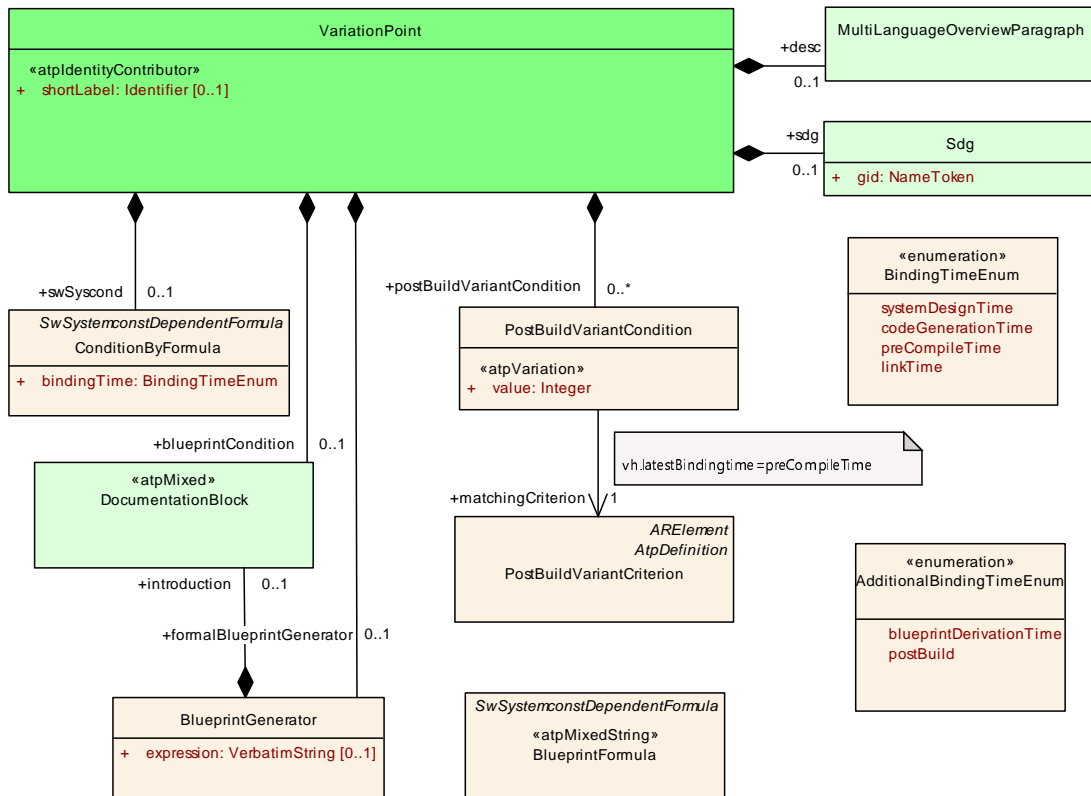 VariationPoint
«atpIdentityContributor»
+ shortLabel: Identifier [0..1]
MultiLanguageOverviewParagraph
+desc
0..1
+sdg
0..1
Sdg
+ gid: NameToken
«enumeration»
BindingTimeEnum
systemDesignTime
codeGenerationTime
preCompileTime
linkTime
+swSyscond
0..1
+postBuildVariantCondition
0..*
SwSystemconstDependentFormula
ConditionByFormula
+ bindingTime: BindingTimeEnum
PostBuildVariantCondition
«atpVariation»
+ value: Integer
+blueprintCondition
0..1
vh.latestBindingtime=preCompileTime
«atpMixed»
DocumentationBlock
+matchingCriterion
1
ARElement
AtpDefinition
PostBuildVariantCriterion
«enumeration»
AdditionalBindingTimeEnum
blueprintDerivationTime
postBuild
+introduction
0..1
+formalBlueprintGenerator
0..1
BlueprintGenerator
+ expression: VerbatimString [0..1]
SwSystemconstDependentFormula
«atpMixedString»
BlueprintFormula